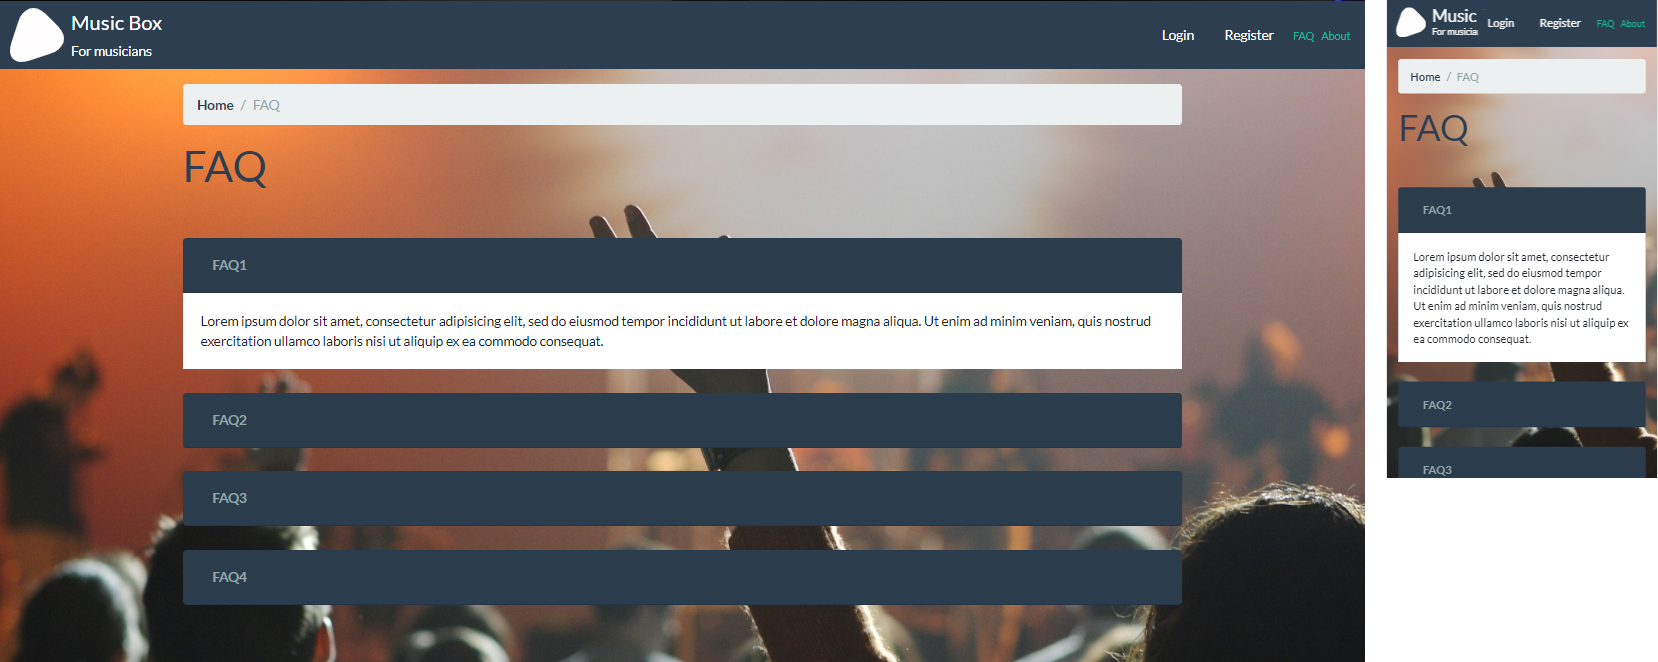 Music Box
For musicians
Login
Register
FAQ
About
Home / FAQ
FAQ
FAQ1
Lorem ipsum dolor sit amet, consectetur adipisicing elit, sed do eiusmod tempor incididunt ut labore et dolore magna aliqua. Ut enim ad minim veniam, quis nostrud
exercitation ullamco laboris nisi ut aliquip ex ea commodo consequat.
FAQ2
FAQ3
FAQ4
Music
For musicia
Login
Register
FAQ
About
Home / FAQ
FAQ
FAQ1
Lorem ipsum dolor sit amet, consectetur
adipisicing elit, sed do eiusmod tempor
incididunt ut labore et dolore magna aliqua.
Ut enim ad minim veniam, quis nostrud
exercitation ullamco laboris nisi ut aliquip ex
ea commodo consequat.
FAQ2
FAQ3